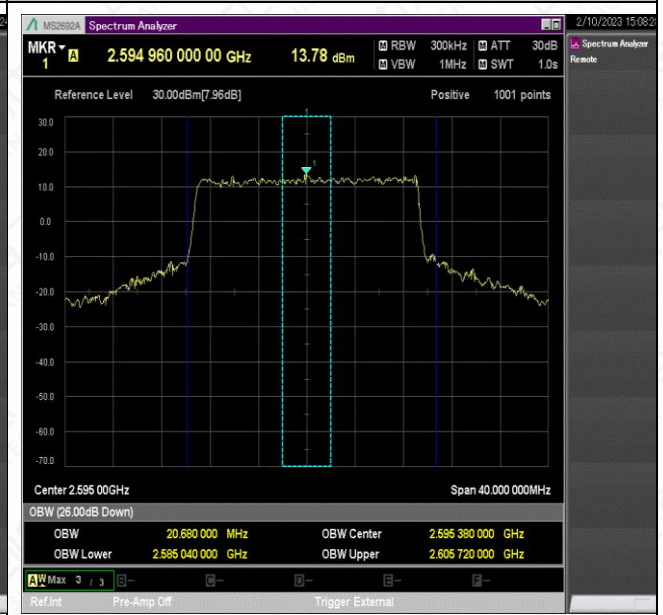 MS2692A Spectrum Analyzer 2/10/2023 15:08:2
MKR 1 A 2.594 960 000 00 GHz 13.78 dBm M RBW 300kHz M ATT 30dB
M VBW 1MHz M SWT 1.0s
Spectrum Analyzer
Remote
Reference Level 30.00dBm[7.96dB] Positive 1001 points
1
30.0
20.0
1
10.0
0.0
-10.0
-20.0
-30.0
-40.0
-50.0
-60.0
-70.0
Center 2.595 00GHz Span 40.000 000MHz
OBW (26.00dB Down)
OBW 20.680 000 MHz OBW Center 2.595 380 000 GHz
OBW Lower 2.585 040 000 GHz OBW Upper 2.605 720 000 GHz
A W Max 3 / 3 B- C- D- E- F-
Ref.Int Pre-Amp Off Trigger External